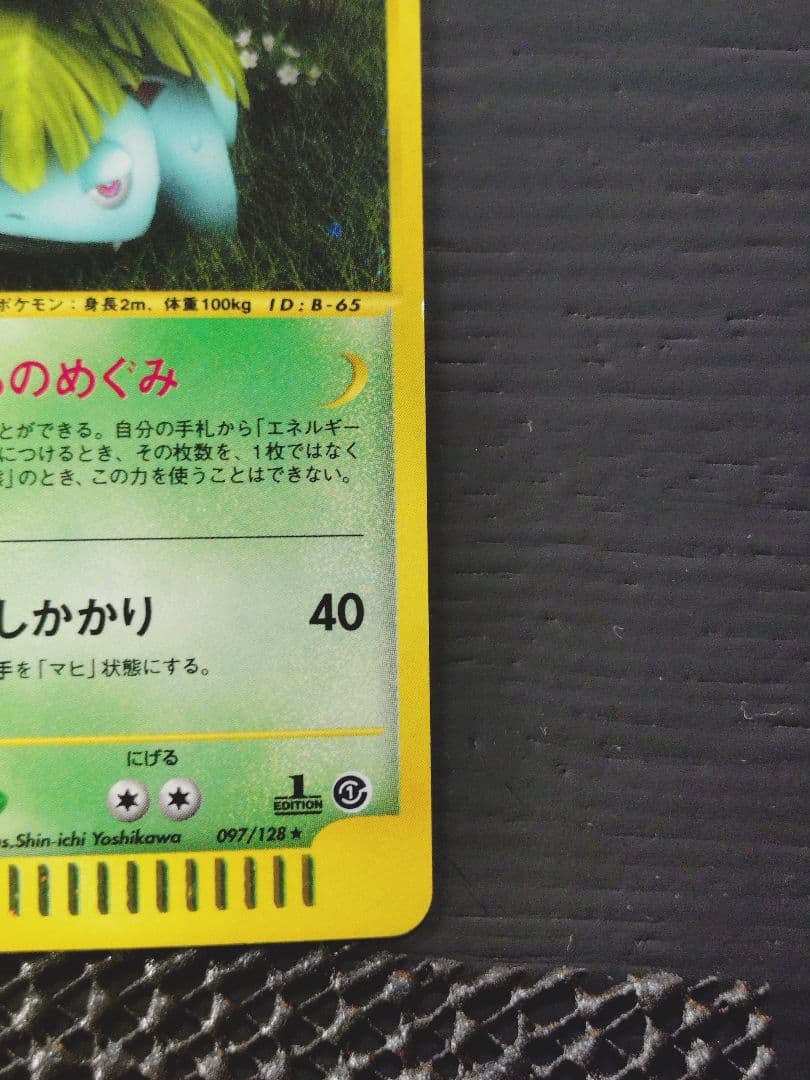 ポケモン：身長2m、体重100kg ID:B-65
のめぐみ
とができる。自分の手札から「エネルギー
につけるとき、その枚数を、1枚ではなく
」のとき、この力を使うことはできない。
しかかり 40
手を「マヒ」状態にする。
にげる
1 EDITION
s.Shin-ichi Yoshikawa 097/128★